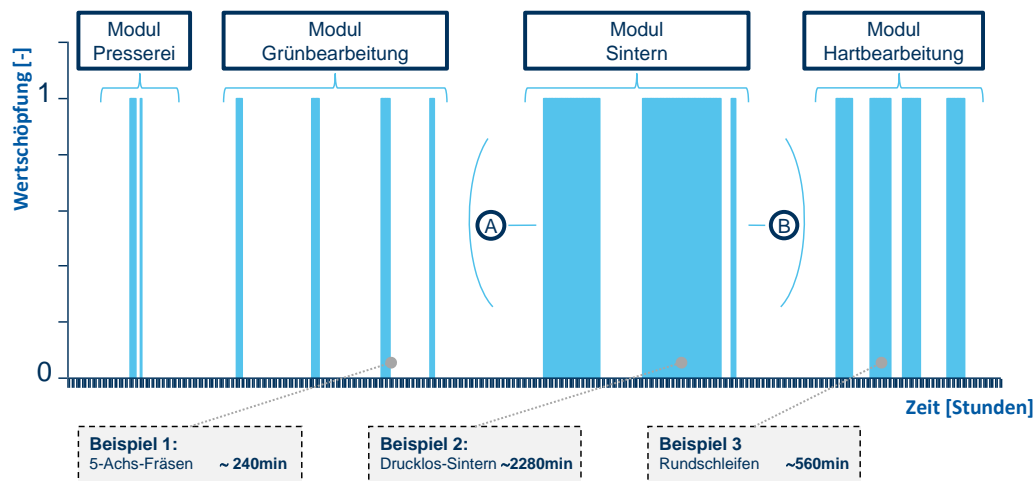 Modul
Presserei
Modul
Grünbearbeitung
Modul
Sintern
Modul
Hartbearbeitung
Wertschöpfung [-]
1
A
B
0
Zeit [Stunden]
Beispiel 1:
5-Achs-Fräsen ~ 240min
Beispiel 2:
Drucklos-Sintern ~2280min
Beispiel 3
Rundschleifen ~560min